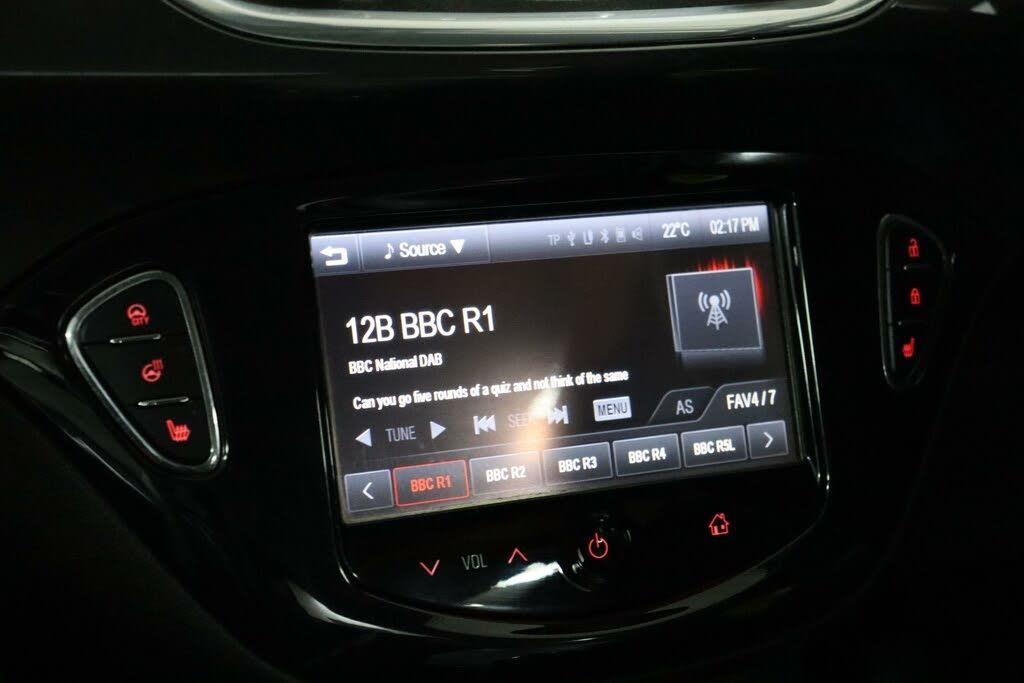 Source
TP
22°C
02:17 PM
12B BBC R1
BBC National DAB
Can you go five rounds of a quiz and not think of the same
TUNE
SEEK
MENU
AS
FAV4/7
BBC R1
BBC R2
BBC R3
BBC R4
BBC R5L
VOL
CITY